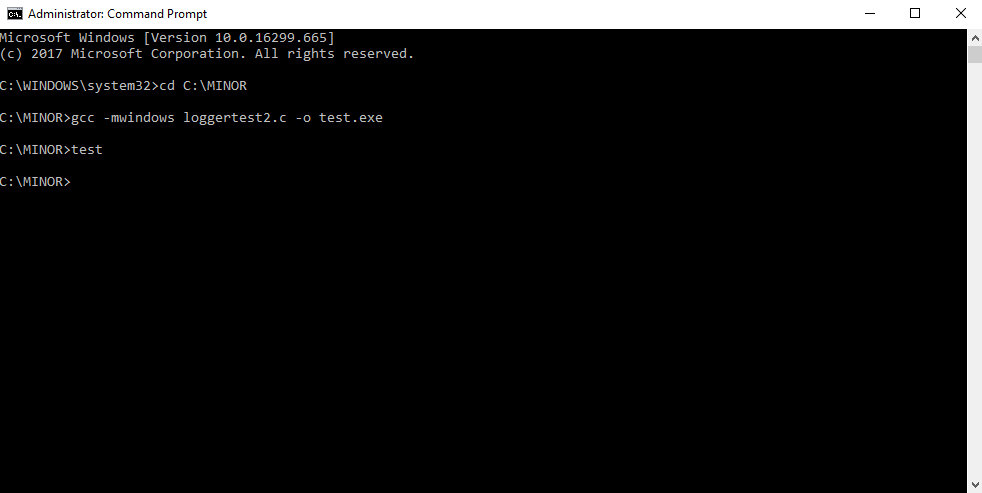 Administrator: Command Prompt
Microsoft Windows [Version 10.0.16299.665]
(c) 2017 Microsoft Corporation. All rights reserved.
C:\WINDOWS\system32>cd C:\MINOR
C:\MINOR>gcc -mwindows loggertest2.c -o test.exe
C:\MINOR>test
C:\MINOR>